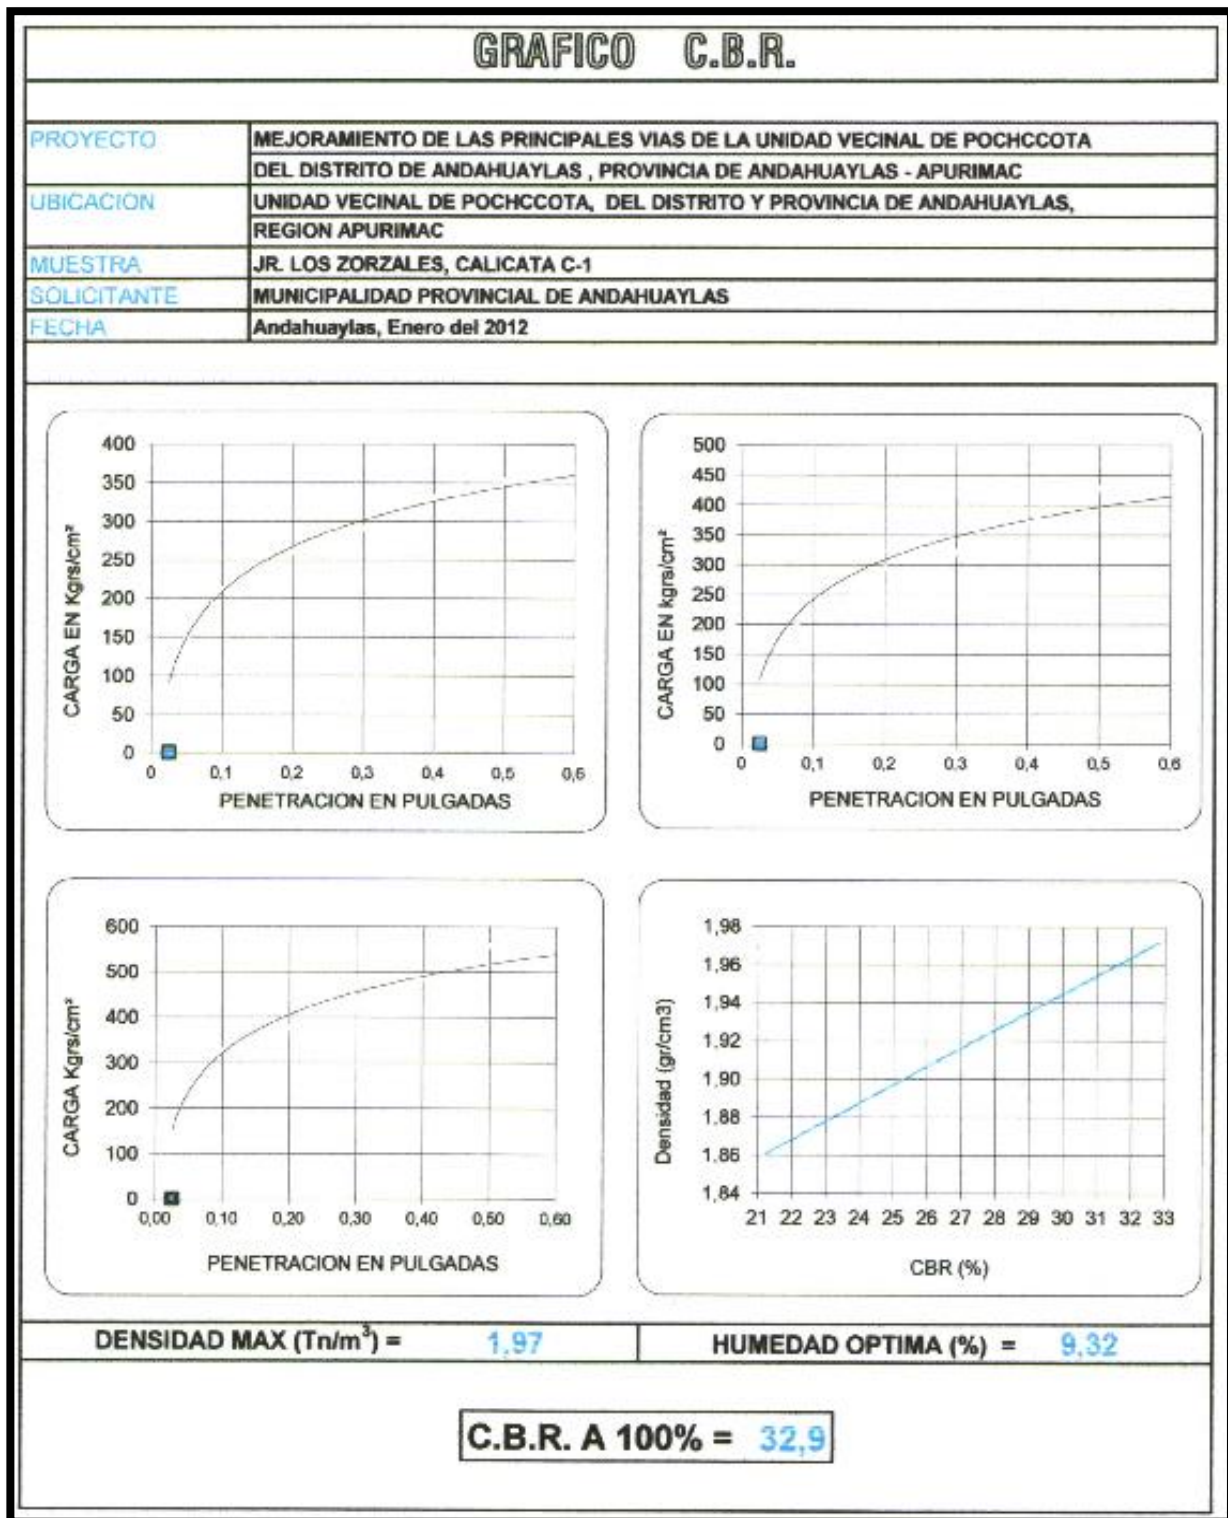 GRAFICO C.B.R.
PROYECTO MEJORAMIENTO DE LAS PRINCIPALES VIAS DE LA UNIDAD VECINAL DE POCHCCOTA
DEL DISTRITO DE ANDAHUAYLAS , PROVINCIA DE ANDAHUAYLAS - APURIMAC
UBICACION UNIDAD VECINAL DE POCHCCOTA, DEL DISTRITO Y PROVINCIA DE ANDAHUAYLAS,
REGION APURIMAC
MUESTRA JR. LOS ZORZALES, CALICATA C-1
SOLICITANTE MUNICIPALIDAD PROVINCIAL DE ANDAHUAYLAS
FECHA Andahuaylas, Enero del 2012
CARGA EN Kgrs/cm²
400
350
300
250
200
150
100
50
0
0 0,1 0,2 0,3 0,4 0,5 0,6
PENETRACION EN PULGADAS
CARGA EN kgrs/cm²
500
450
400
350
300
250
200
150
100
50
0
0 0,1 0,2 0,3 0,4 0,5 0,6
PENETRACION EN PULGADAS
CARGA Kgrs/cm²
600
500
400
300
200
100
0
0,00 0,10 0,20 0,30 0,40 0,50 0,60
PENETRACION EN PULGADAS
Densidad (gr/cm3)
1,98
1,96
1,94
1,92
1,90
1,88
1,86
1,84
21 22 23 24 25 26 27 28 29 30 31 32 33
CBR (%)
DENSIDAD MAX (Tn/m³) = 1,97
HUMEDAD OPTIMA (%) = 9,32
C.B.R. A 100% = 32,9